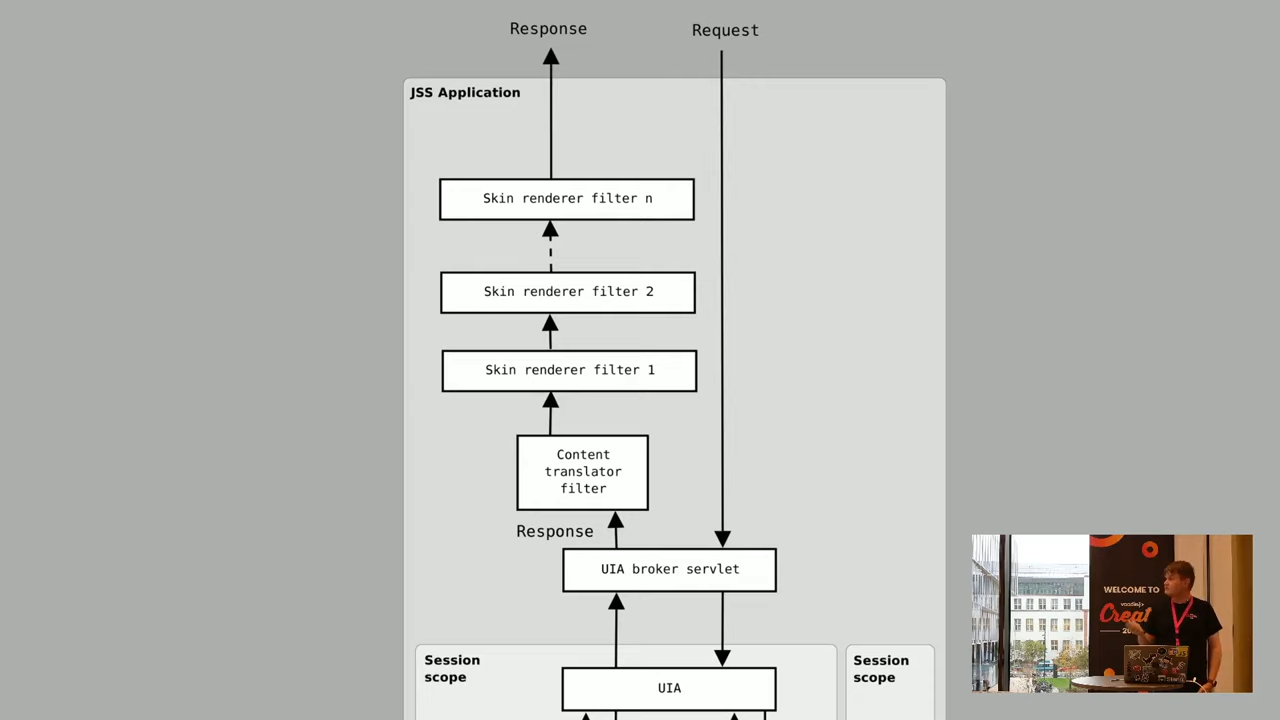 Response
Request
JSS Application
Skin renderer filter n
Skin renderer filter 2
Skin renderer filter 1
Content
translator
filter
Response
UIA broker servlet
Session
scope
UIA
Session
scope
WELCOME TO
vaadin}>